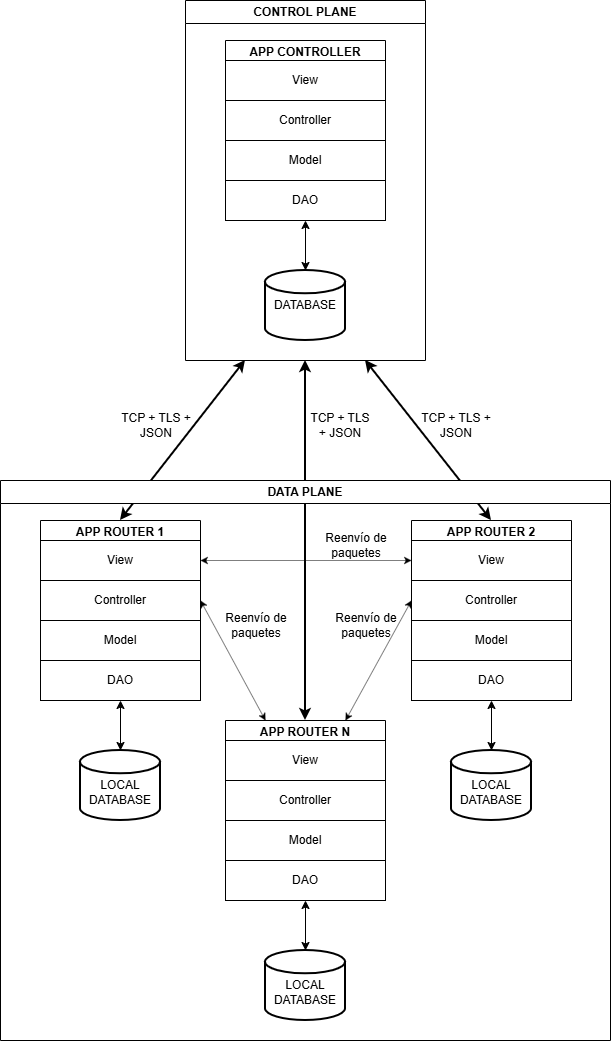 CONTROL PLANE
APP CONTROLLER
View
Controller
Model
DAO
DATABASE
TCP + TLS +
JSON
TCP + TLS
+ JSON
TCP + TLS +
JSON
DATA PLANE
APP ROUTER 1
View
Controller
Model
DAO
LOCAL
DATABASE
Reenvío de
paquetes
Reenvío de
paquetes
Reenvío de
paquetes
APP ROUTER 2
View
Controller
Model
DAO
LOCAL
DATABASE
APP ROUTER N
View
Controller
Model
DAO
LOCAL
DATABASE